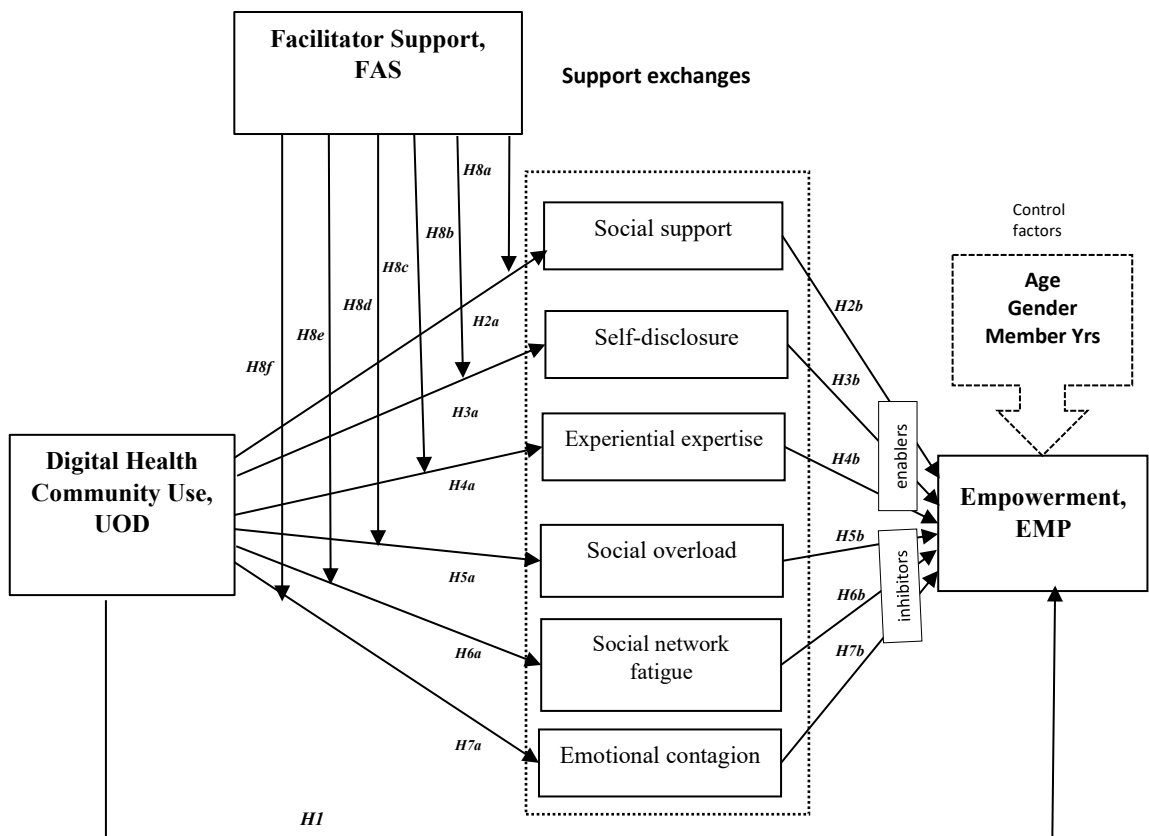 Facilitator Support,
FAS
Support exchanges
H8a
H8b
H8c
H8d
H8e
H8f
H2a
H3a
H4a
H5a
H6a
H7a
Social support
Self-disclosure
Experiential expertise
Social overload
Social network
fatigue
Emotional contagion
Digital Health
Community Use,
UOD
H2b
H3b
H4b
H5b
H6b
H7b
enablers
inhibitors
Control
factors
Age
Gender
Member Yrs
Empowerment,
EMP
H1